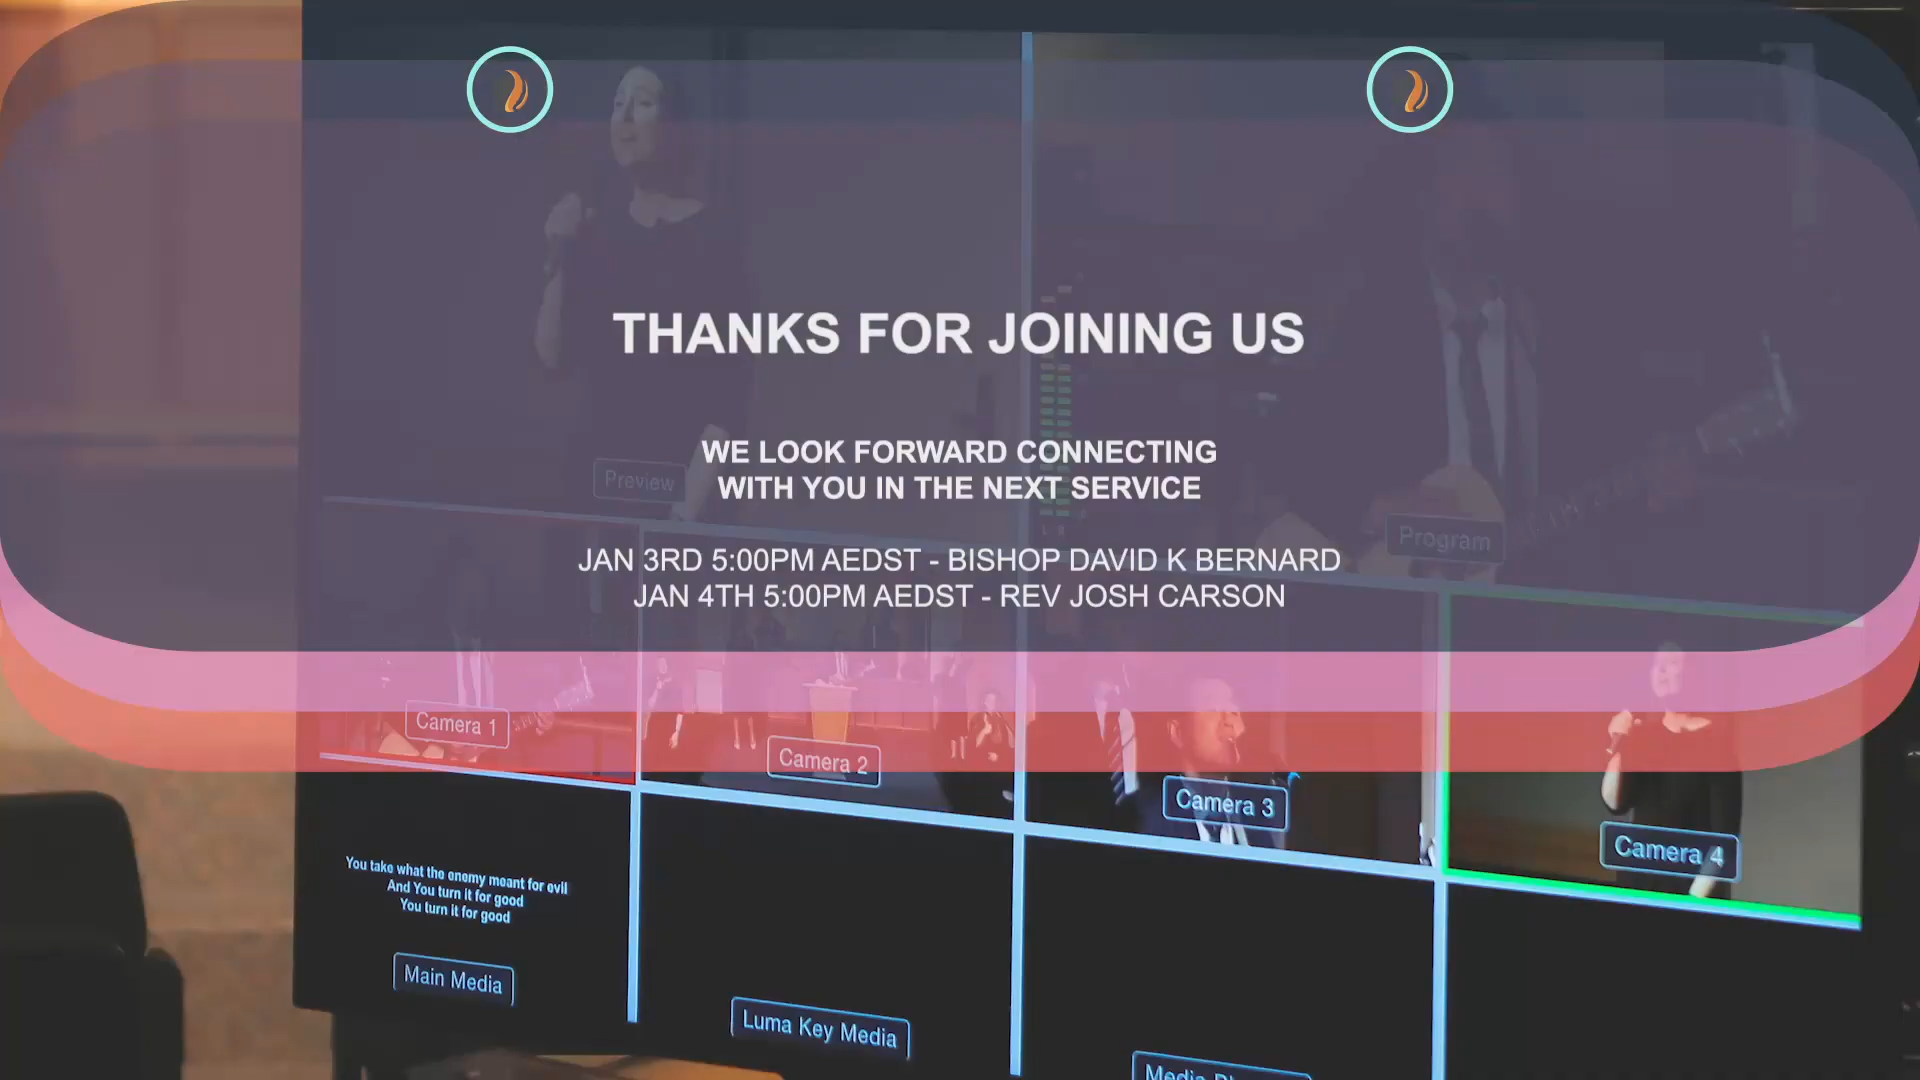 THANKS FOR JOINING US
WE LOOK FORWARD CONNECTING
WITH YOU IN THE NEXT SERVICE
JAN 3RD 5:00PM AEDST - BISHOP DAVID K BERNARD
JAN 4TH 5:00PM AEDST - REV JOSH CARSON
Preview
Program
Camera 1
Camera 2
Camera 3
Camera 4
You take what the enemy meant for evil
And You turn it for good
You turn it for good
Main Media
Luma Key Media
Media